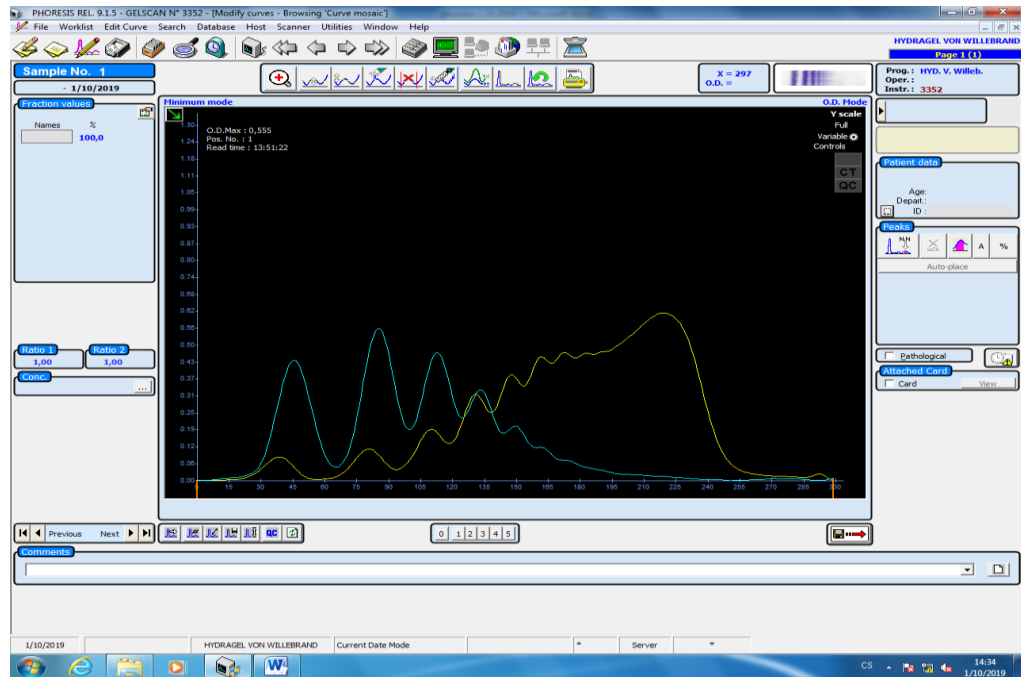 PHORESIS REL. 9.1.5 - GELSCAN N° 3352 - [Modify curves - Browsing 'Curve mosaic']
File Worklist Edit Curve Search Database Host Scanner Utilities Window Help
HYDRAGEL VON WILLEBRAND
Page 1 (1)
Sample No. 1
- 1/10/2019
X = 297
O.D. =
Prog.: HYD. V. Willeb.
Oper.:
Instr.: 3352
Fraction values
Names %
100,0
Minimum mode
O.D. Mode
O.D.Max : 0,555
Pos. No. : 1
Read time : 13:51:22
Y scale
Full
Variable
Controls
CT
QC
1.30
1.24
1.18
1.11
1.05
0.99
0.93
0.87
0.80
0.74
0.68
0.62
0.56
0.50
0.43
0.37
0.31
0.25
0.19
0.12
0.06
0.00
15 30 45 60 75 90 105 120 135 150 165 180 195 210 225 240 255 270 285 300
Patient data
Age:
Depart.:
ID :
Peaks
A %
Auto-place
Ratio 1 Ratio 2
1,00 1,00
Conc.
...
Pathological
Attached Card
Card View
Previous Next
QC
0 1 2 3 4 5
Comments
1/10/2019 HYDRAGEL VON WILLEBRAND Current Date Mode * Server *
HOST
CS 14:34
1/10/2019